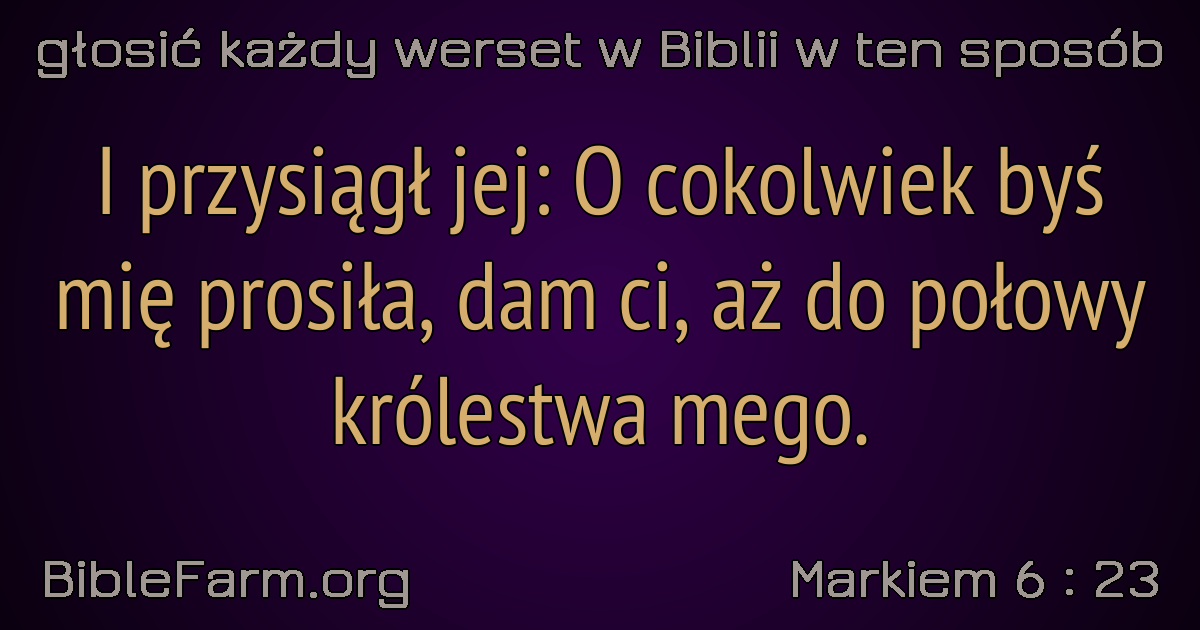 głosić każdy werset w Biblii w ten sposób
I przysiągł jej: O cokolwiek byś
mię prosiła, dam ci, aż do połowy
królestwa mego.
BibleFarm.org
Markiem 6 : 23